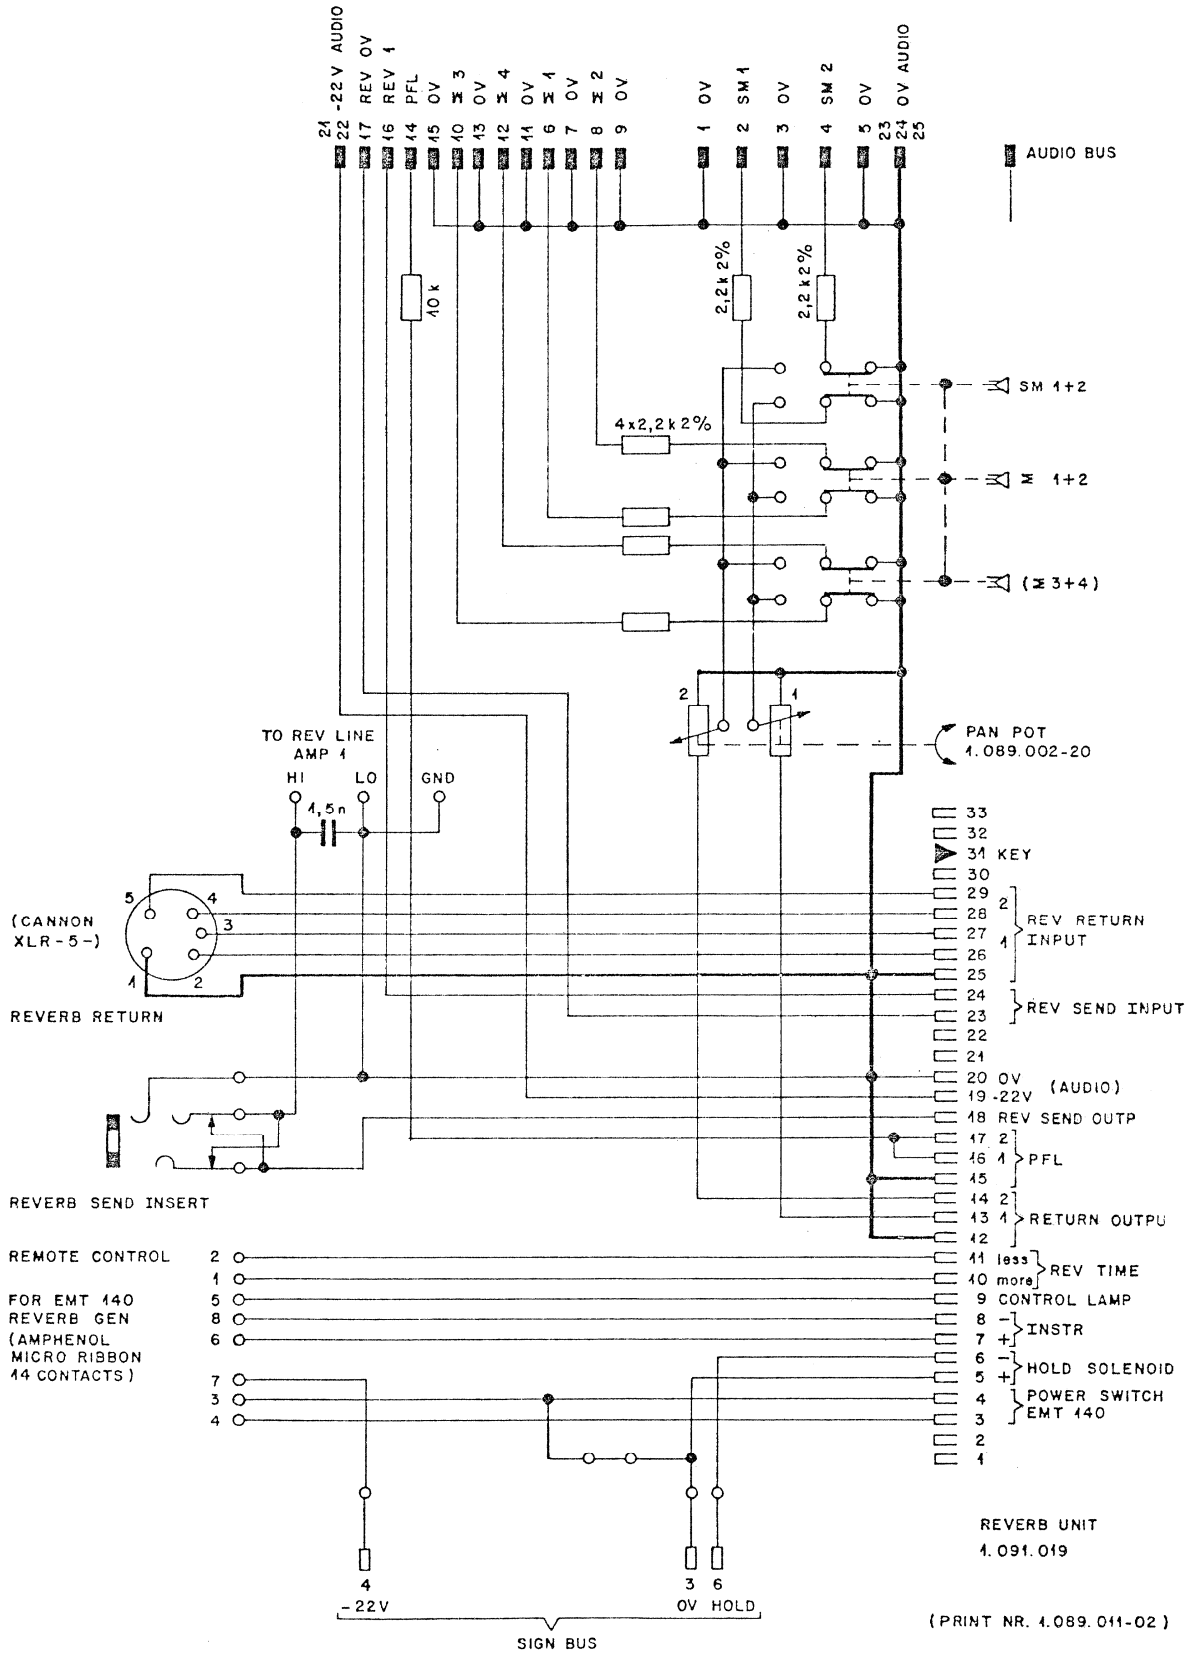 21
22 -22V AUDIO
17 REV 0V
16 REV 1
14 PFL
15 0V
10 Σ 3
13 0V
12 Σ 4
11 0V
6 Σ 1
7 0V
8 Σ 2
9 0V
1 0V
2 SM 1
3 0V
4 SM 2
5 0V
23
24 0V AUDIO
25
AUDIO BUS
10 k
2,2 k 2%
2,2 k 2%
SM 1+2
4x2,2 k 2%
Σ 1+2
(Σ 3+4)
2
1
PAN POT
1.089.002-20
TO REV LINE
AMP 1
HI
LO
GND
1,5 n
33
32
31 KEY
30
29
28
27
26
25
2
1
REV RETURN
INPUT
5
4
3
1
2
(CANNON
XLR-5-)
REVERB RETURN
24
23
REV SEND INPUT
22
21
20 0V
19 -22V
(AUDIO)
18 REV SEND OUTP
17 2
16 1
15
PFL
REVERB SEND INSERT
14 2
13 1
12
RETURN OUTPU
REMOTE CONTROL
FOR EMT 140
REVERB GEN
(AMPHENOL
MICRO RIBBON
14 CONTACTS)
2
1
5
8
6
7
3
4
11 less
10 more
REV TIME
9 CONTROL LAMP
8 -
7 +
INSTR
6 -
5 +
HOLD SOLENOID
4
3
POWER SWITCH
EMT 140
2
1
4
-22V
3
0V
6
HOLD
SIGN BUS
REVERB UNIT
1.091.019
(PRINT NR. 1.089.011-02)